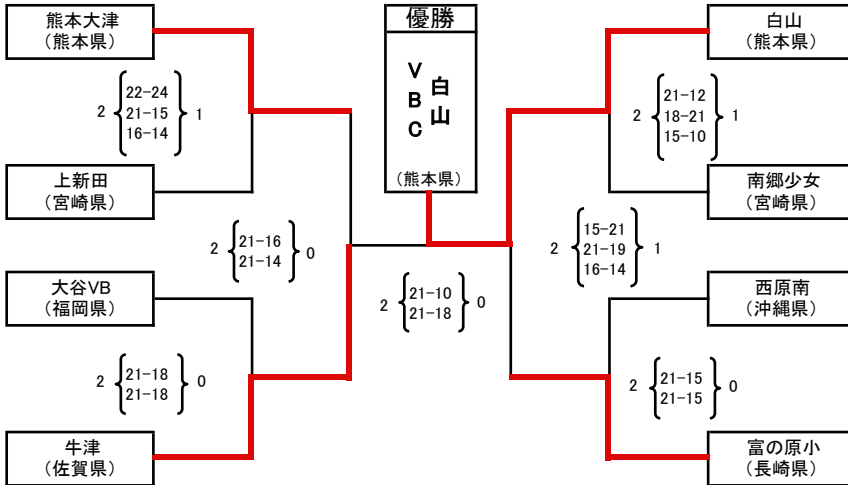 熊本大津
(熊本県)
2 22-24 1
21-15
16-14
上新田
(宮崎県)
2 21-16 0
21-14
大谷VB
(福岡県)
2 21-18 0
21-18
牛津
(佐賀県)
優勝
白山
VBC
(熊本県)
2 21-10 0
21-18
白山
(熊本県)
2 21-12 1
18-21
15-10
南郷少女
(宮崎県)
2 15-21 1
21-19
16-14
西原南
(沖縄県)
2 21-15 0
21-15
富の原小
(長崎県)